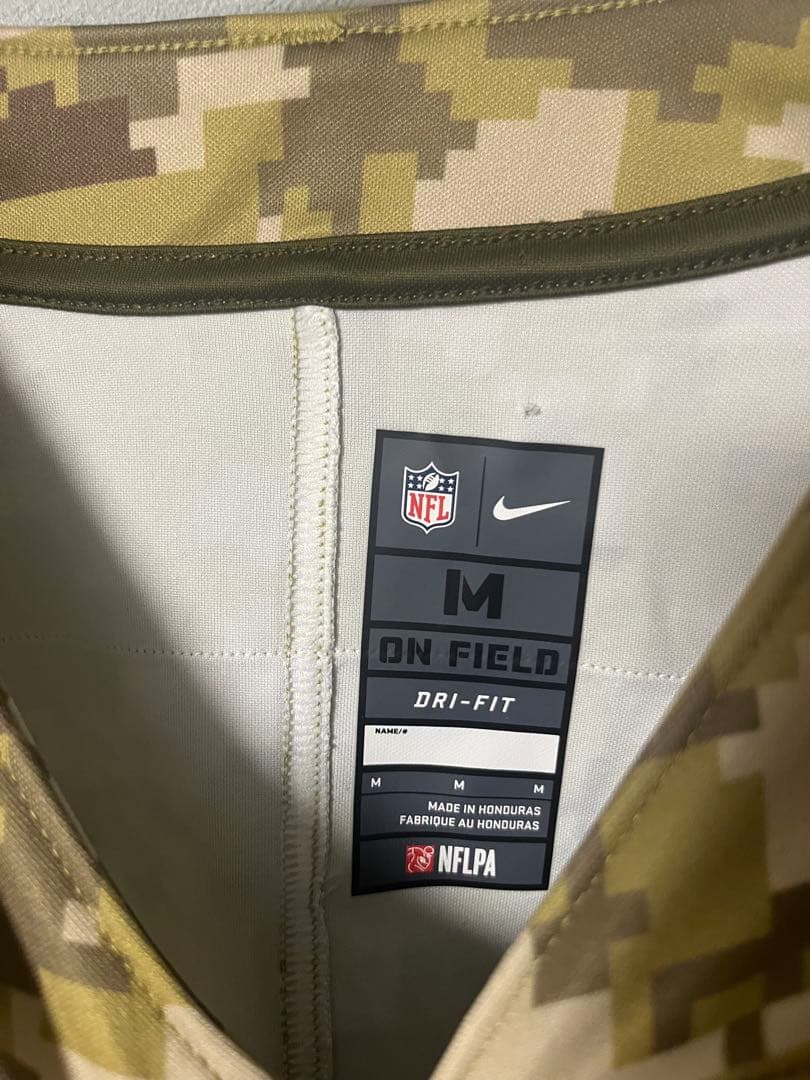 NFL
M
ON FIELD
DRI-FIT
NAME/#
M M M
MADE IN HONDURAS
FABRIQUE AU HONDURAS
NFLPA